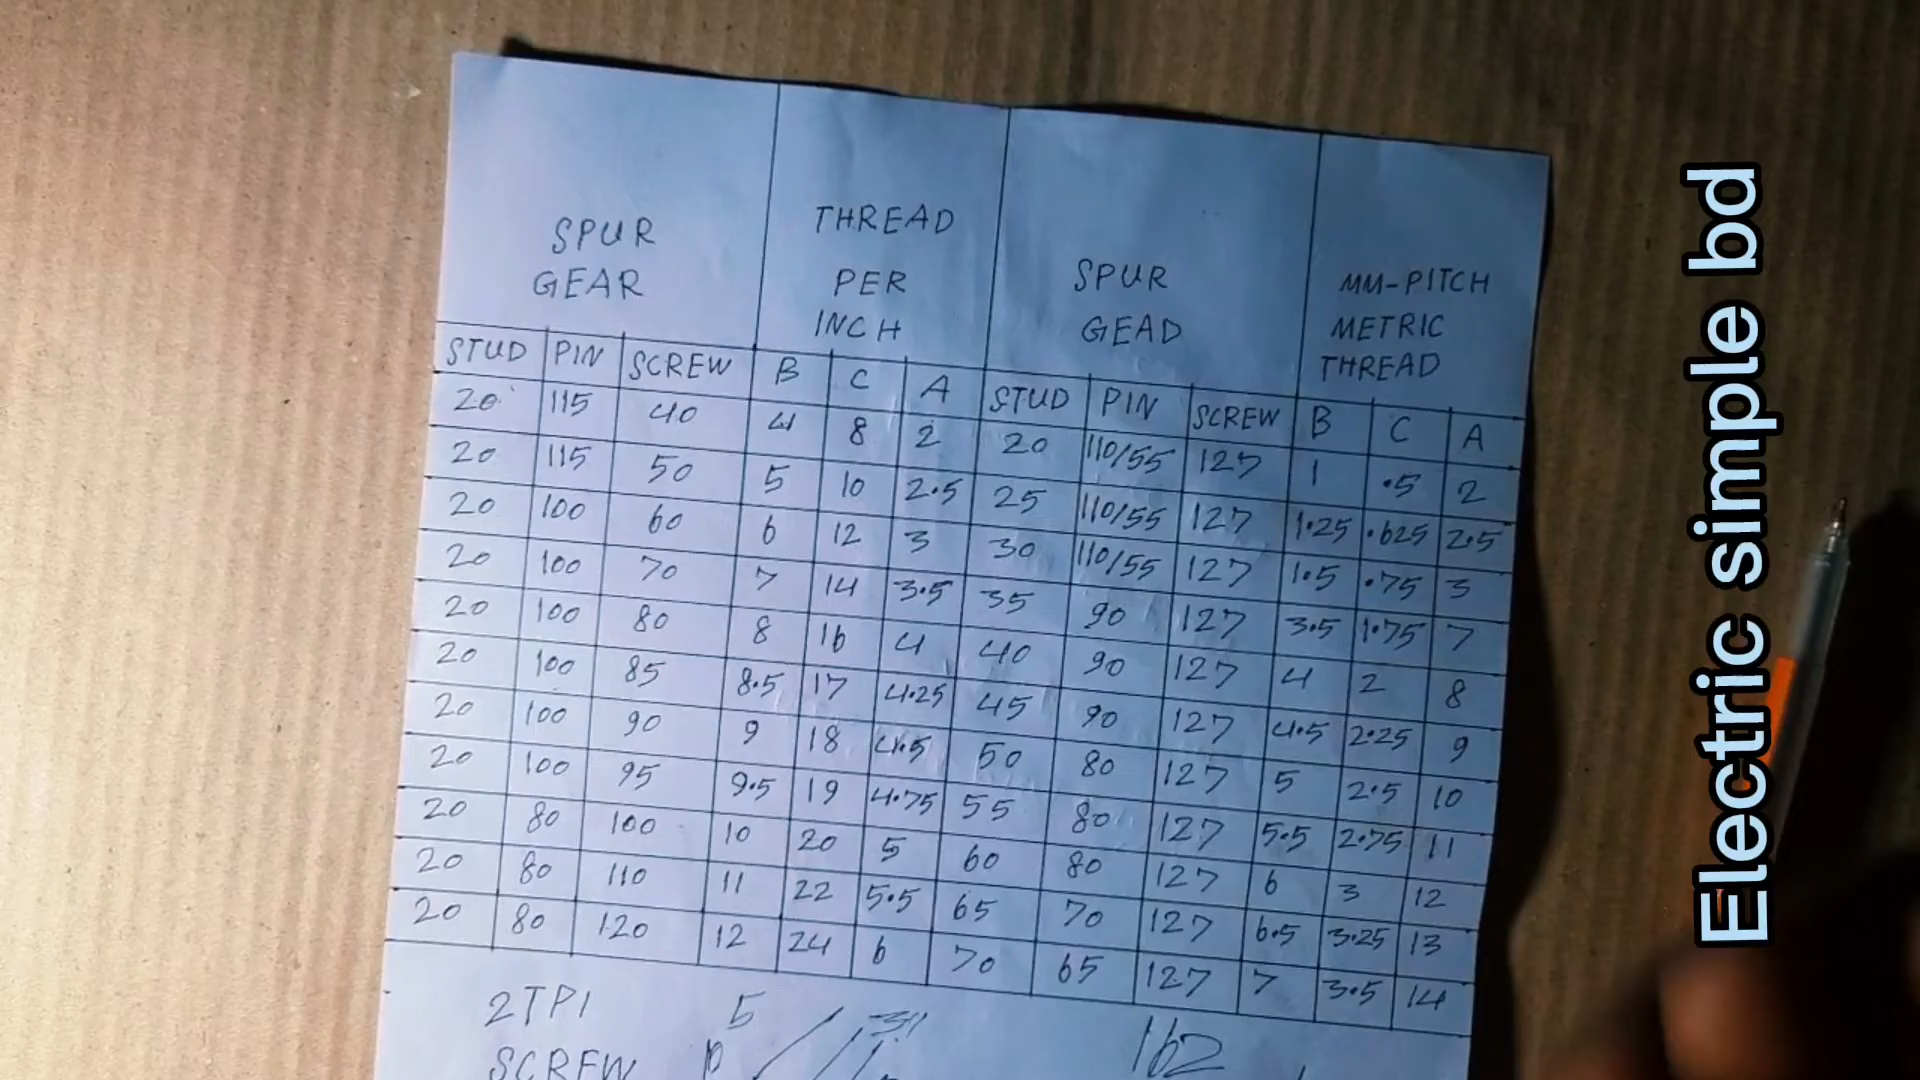 SPUR GEAR THREAD PER INCH SPUR GEAD MM-PITCH METRIC THREAD
STUD PIN SCREW B C A STUD PIN SCREW B C A
20 115 40 4 8 2 20 110/55 127 1 .5 2
20 115 50 5 10 2.5 25 110/55 127 1.25 .625 2.5
20 100 60 6 12 3 30 110/55 127 1.5 .75 3
20 100 70 7 14 3.5 35 90 127 3.5 1.75 7
20 100 80 8 16 4 40 90 127 4 2 8
20 100 85 8.5 17 4.25 45 90 127 4.5 2.25 9
20 100 90 9 18 4.5 50 80 127 5 2.5 10
20 100 95 9.5 19 4.75 55 80 127 5.5 2.75 11
20 80 100 10 20 5 60 80 127 6 3 12
20 80 110 11 22 5.5 65 70 127 6.5 3.25 13
20 80 120 12 24 6 70 65 127 7 3.5 14
2TPI 5 162
SCREW
Electric simple bd